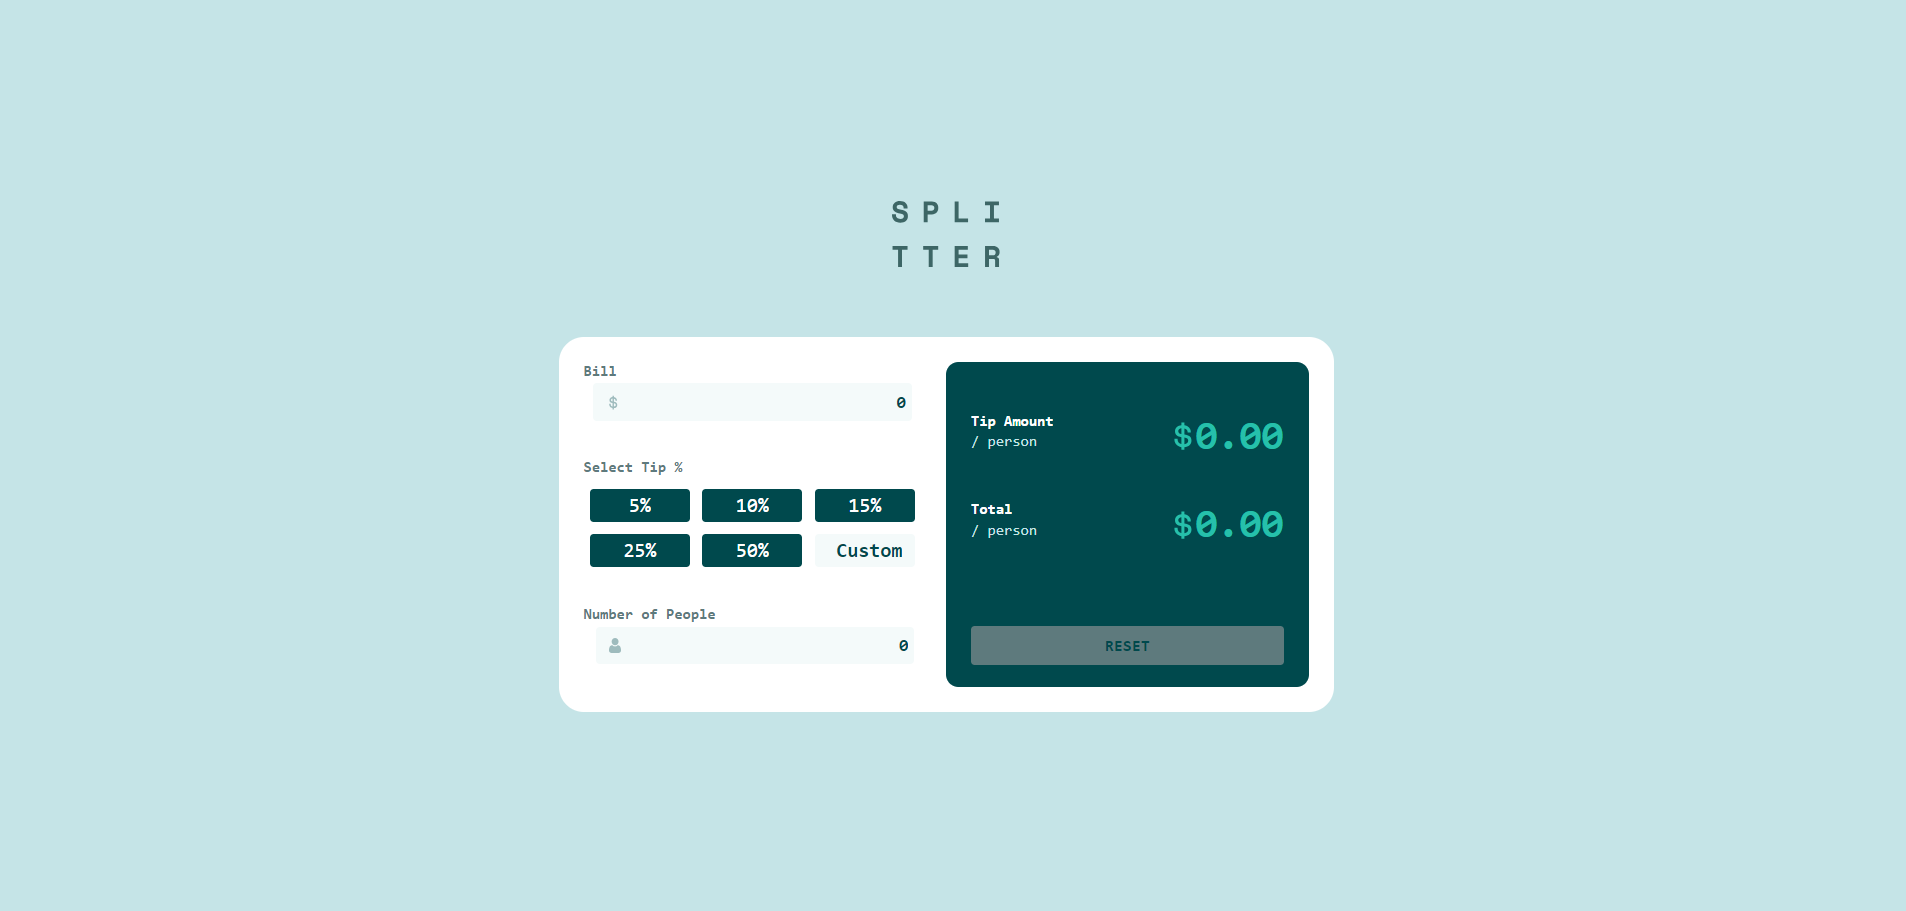 S P L I
T T E R
Bill
$ 0
Select Tip %
5% 10% 15%
25% 50% Custom
Number of People
0
Tip Amount
/ person
$0.00
Total
/ person
$0.00
RESET